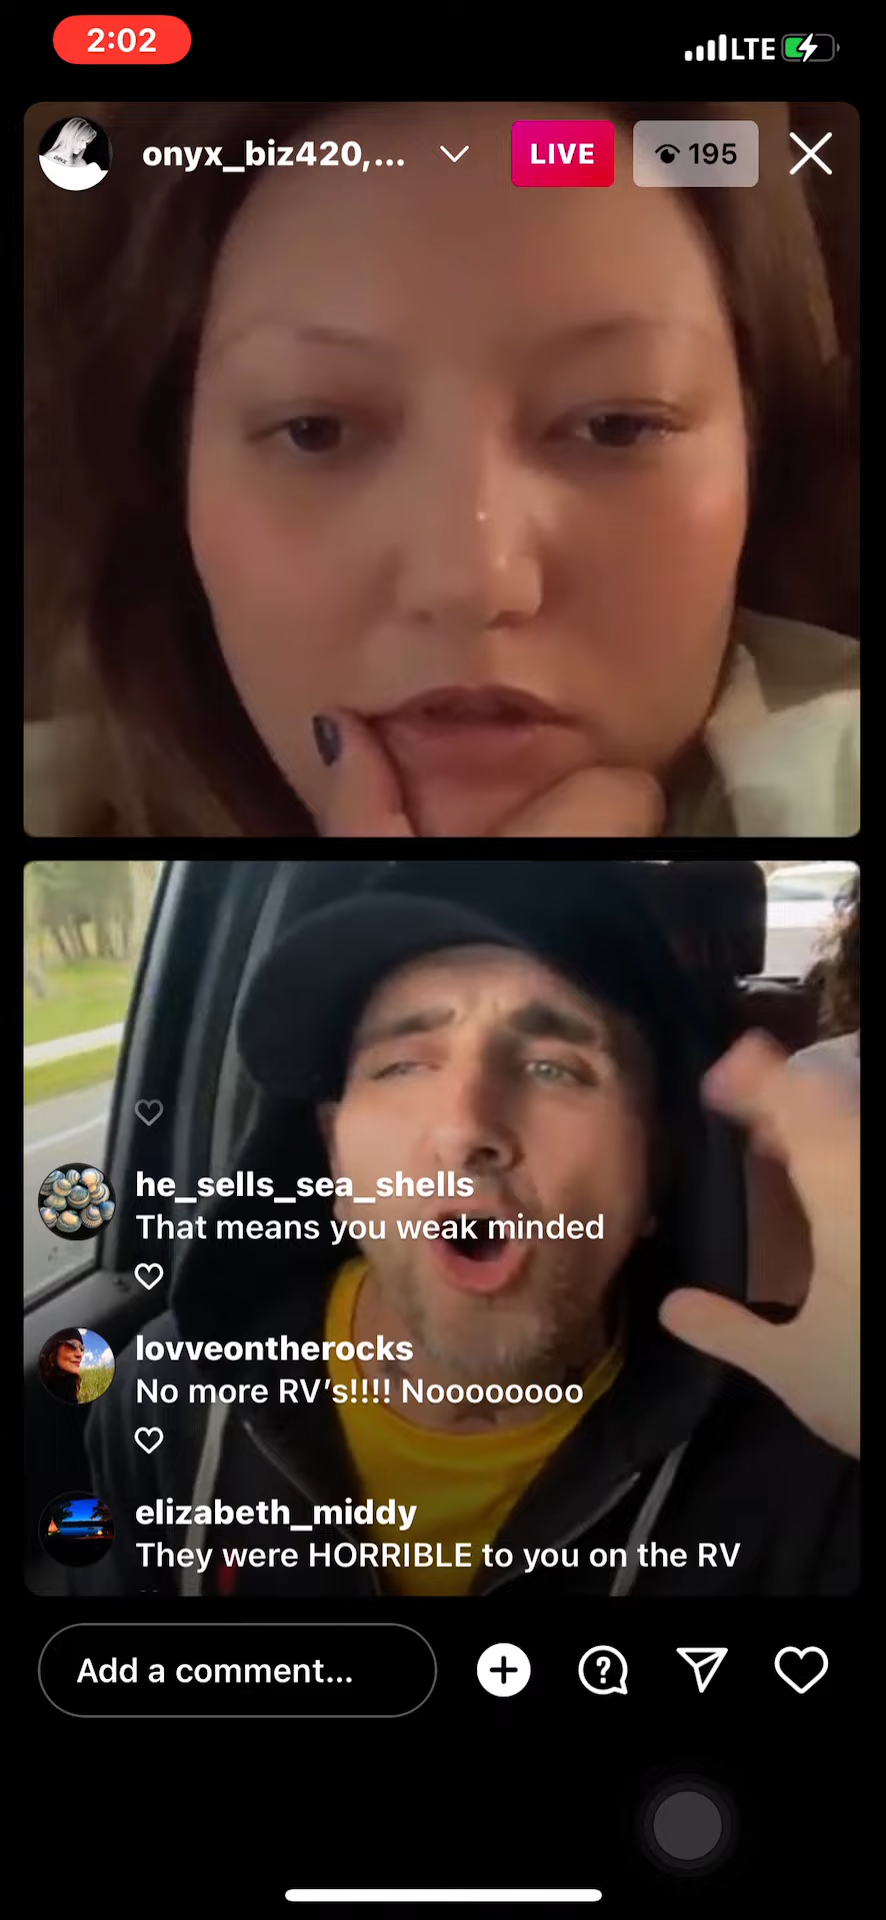 2:02
LTE
onyx_biz420,...
LIVE
195
he_sells_sea_shells
That means you weak minded
lovveontherocks
No more RV's!!!! Noooooooo
elizabeth_middy
They were HORRIBLE to you on the RV
Add a comment...